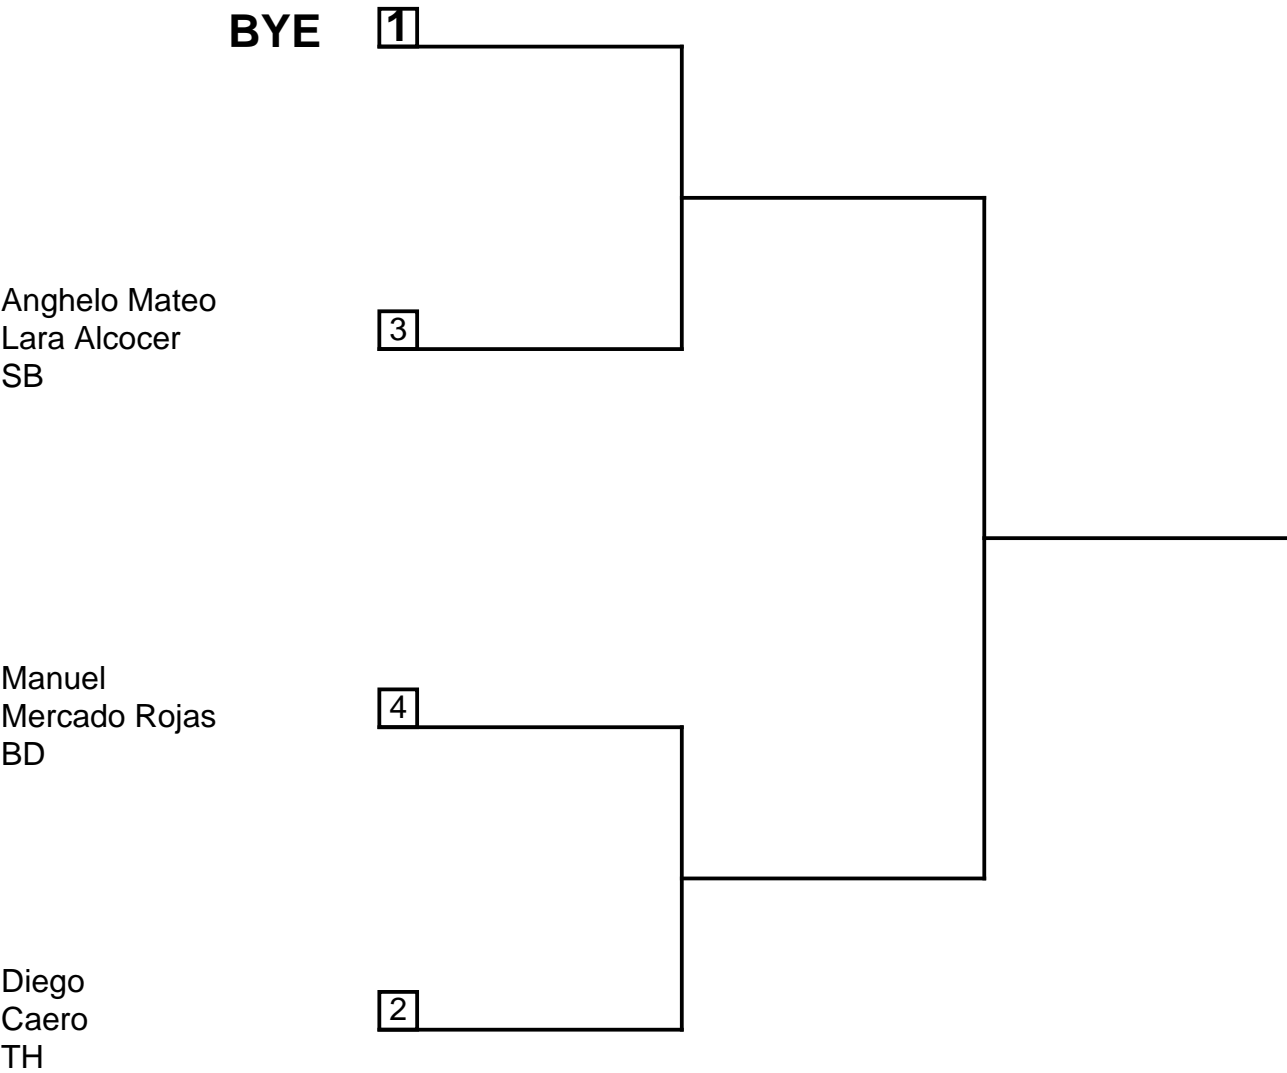 BYE 1
Anghelo Mateo
Lara Alcocer
SB
3
Manuel
Mercado Rojas
BD
4
Diego
Caero
TH
2